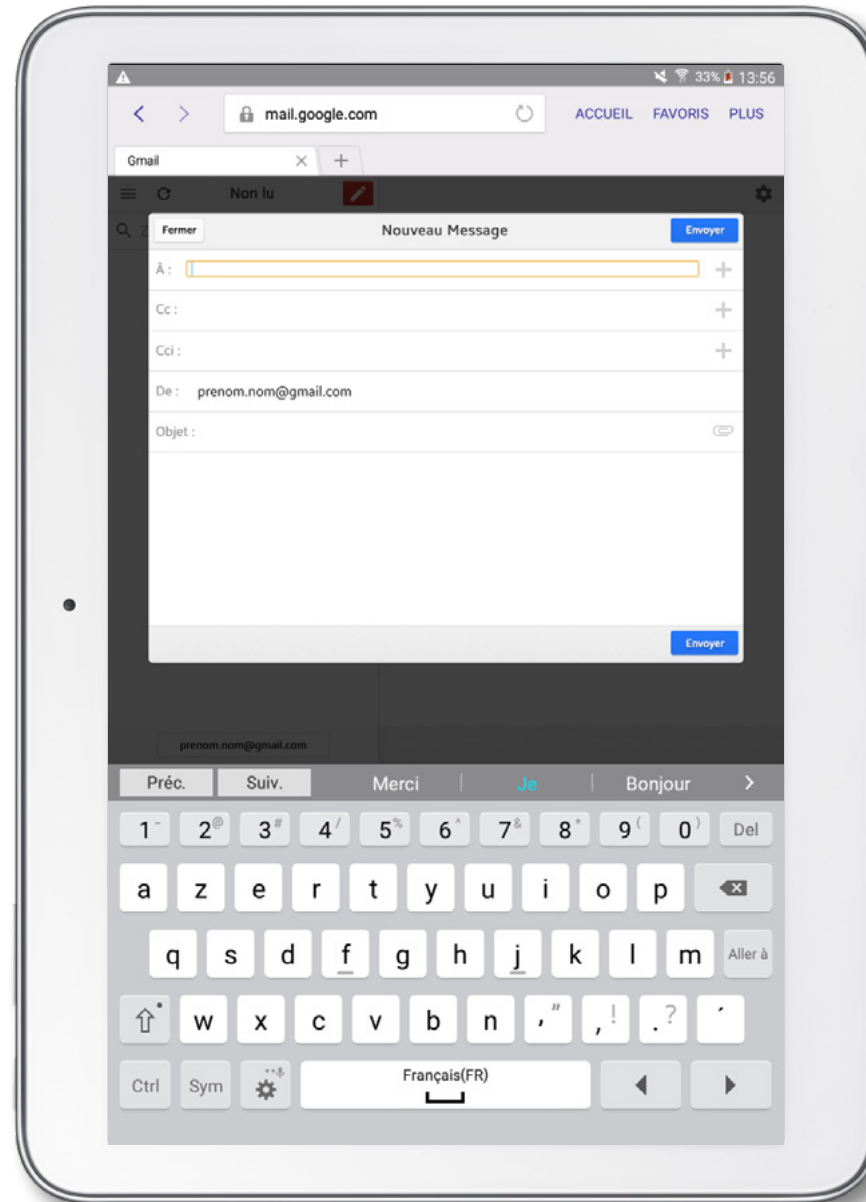 33% 13:56
mail.google.com ACCUEIL FAVORIS PLUS
Gmail
Non lu
Z
Fermer Nouveau Message Envoyer
À :
Cc :
Cci :
De : prenom.nom@gmail.com
Objet :
Envoyer
prenom.nom@gmail.com
Préc. Suiv. Merci Je Bonjour
1 - 2 @ 3 # 4 / 5 % 6 ^ 7 & 8 * 9 ( 0 ) Del
a z e r t y u i o p
q s d f g h j k l m Aller à
w x c v b n ' " , ! . ? ´
Ctrl Sym Français(FR)